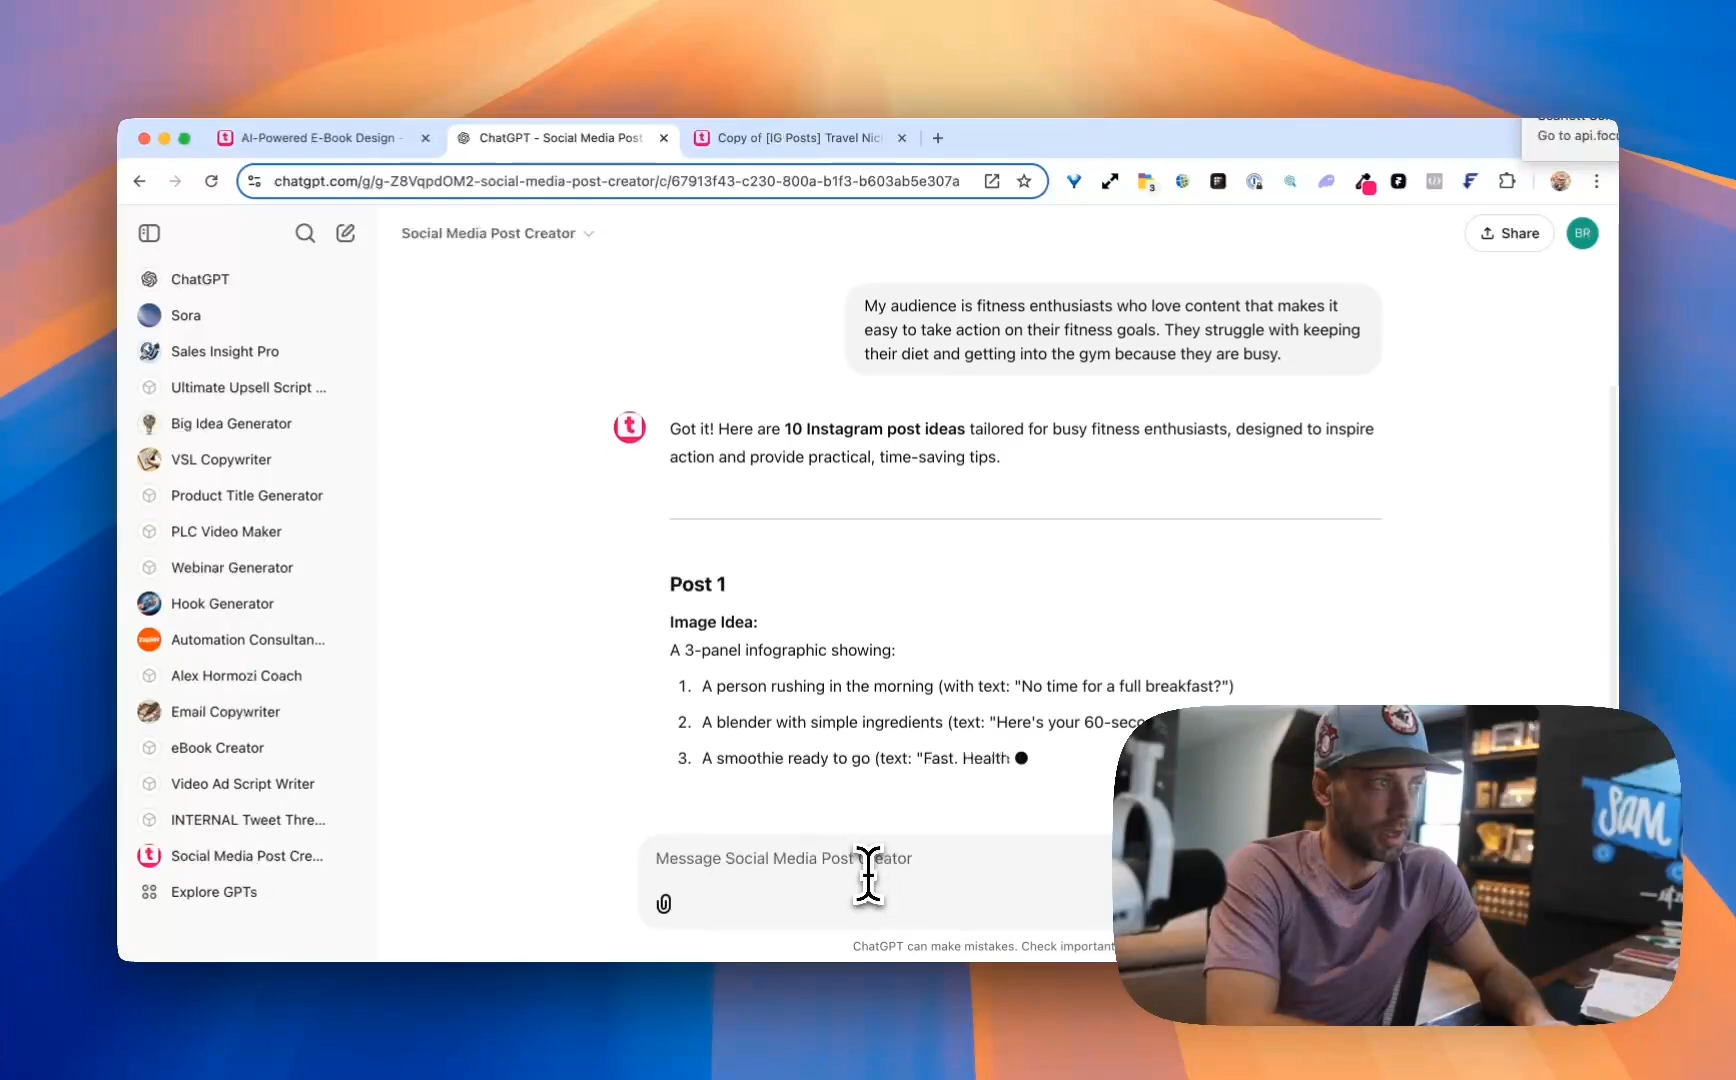 AI-Powered E-Book Design -
ChatGPT - Social Media Post
Copy of [IG Posts] Travel Nic
Go to api.foc
chatgpt.com/g/g-Z8VqpdOM2-social-media-post-creator/c/67913f43-c230-800a-b1f3-b603ab5e307a
3
Social Media Post Creator
Share
BR
ChatGPT
Sora
Sales Insight Pro
Ultimate Upsell Script ...
Big Idea Generator
VSL Copywriter
Product Title Generator
PLC Video Maker
Webinar Generator
Hook Generator
Automation Consultan...
Alex Hormozi Coach
Email Copywriter
eBook Creator
Video Ad Script Writer
INTERNAL Tweet Thre...
Social Media Post Cre...
Explore GPTs
My audience is fitness enthusiasts who love content that makes it
easy to take action on their fitness goals. They struggle with keeping
their diet and getting into the gym because they are busy.
Got it! Here are 10 Instagram post ideas tailored for busy fitness enthusiasts, designed to inspire
action and provide practical, time-saving tips.
Post 1
Image Idea:
A 3-panel infographic showing:
1. A person rushing in the morning (with text: "No time for a full breakfast?")
2. A blender with simple ingredients (text: "Here's your 60-seco
3. A smoothie ready to go (text: "Fast. Health
Message Social Media Post Creator
ChatGPT can make mistakes. Check important
SAM